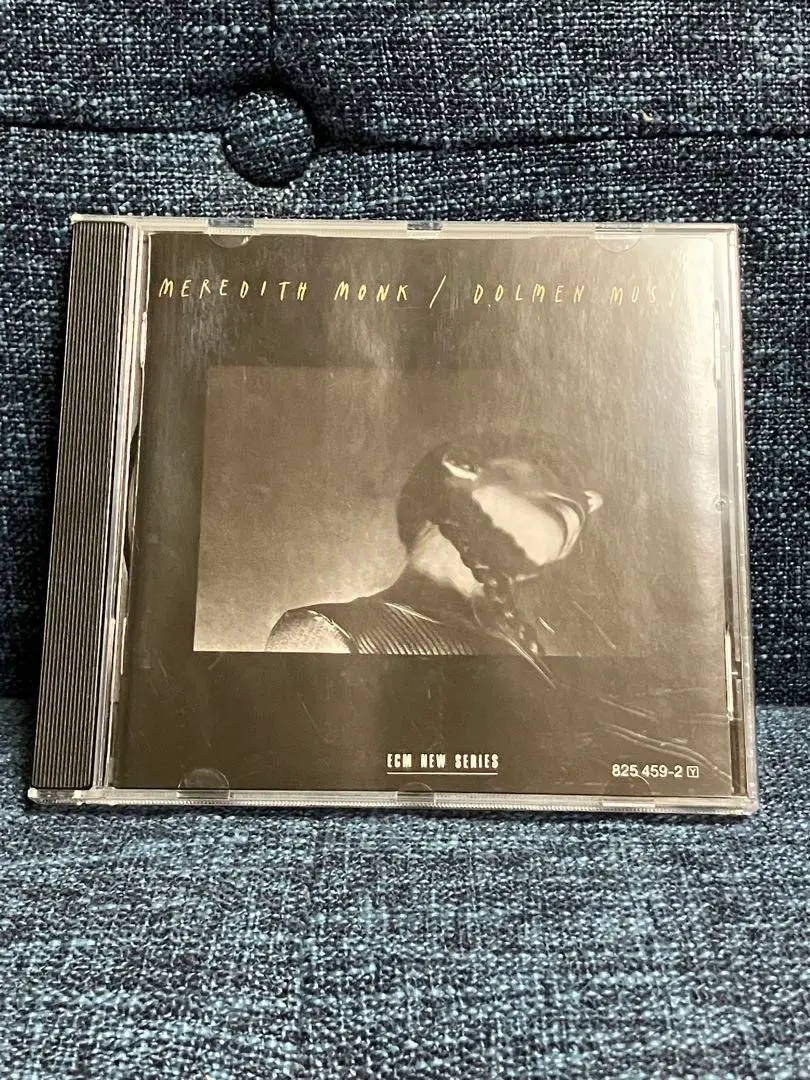 MEREDITH MONK / DOLMEN MUSI
ECM NEW SERIES
825 459-2 Y